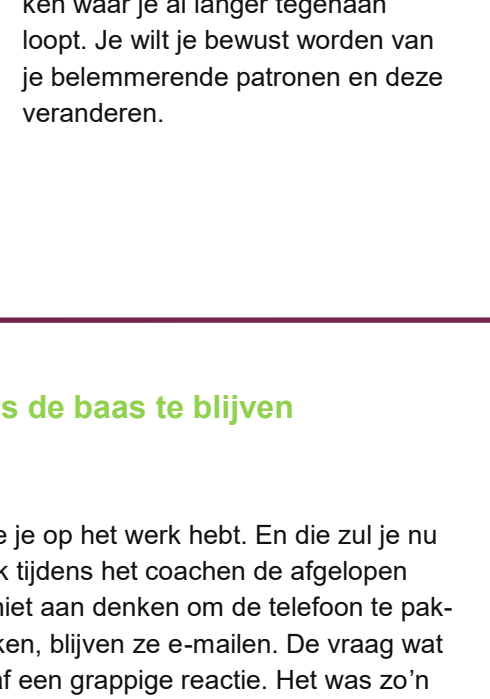 ken waar je al langer tegenaan
loopt. Je wilt je bewust worden van
je belemmerende patronen en deze
veranderen.
s de baas te blijven
e je op het werk hebt. En die zul je nu
k tijdens het coachen de afgelopen
niet aan denken om de telefoon te pak-
ken, blijven ze e-mailen. De vraag wat
af een grappige reactie. Het was zo’n